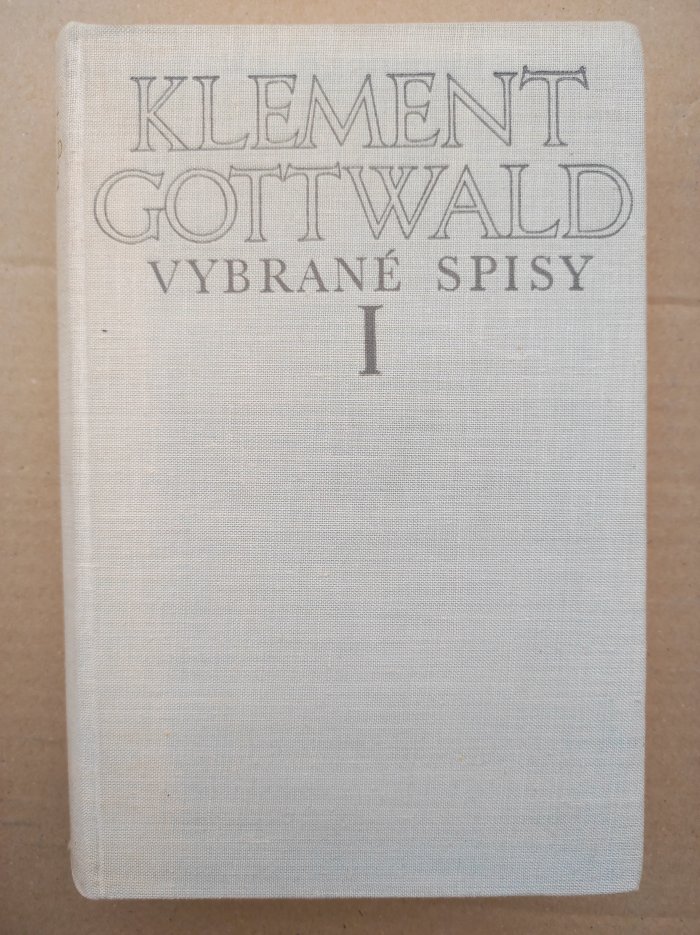 KLEMENT
GOTTWALD
VYBRANÉ SPISY
I